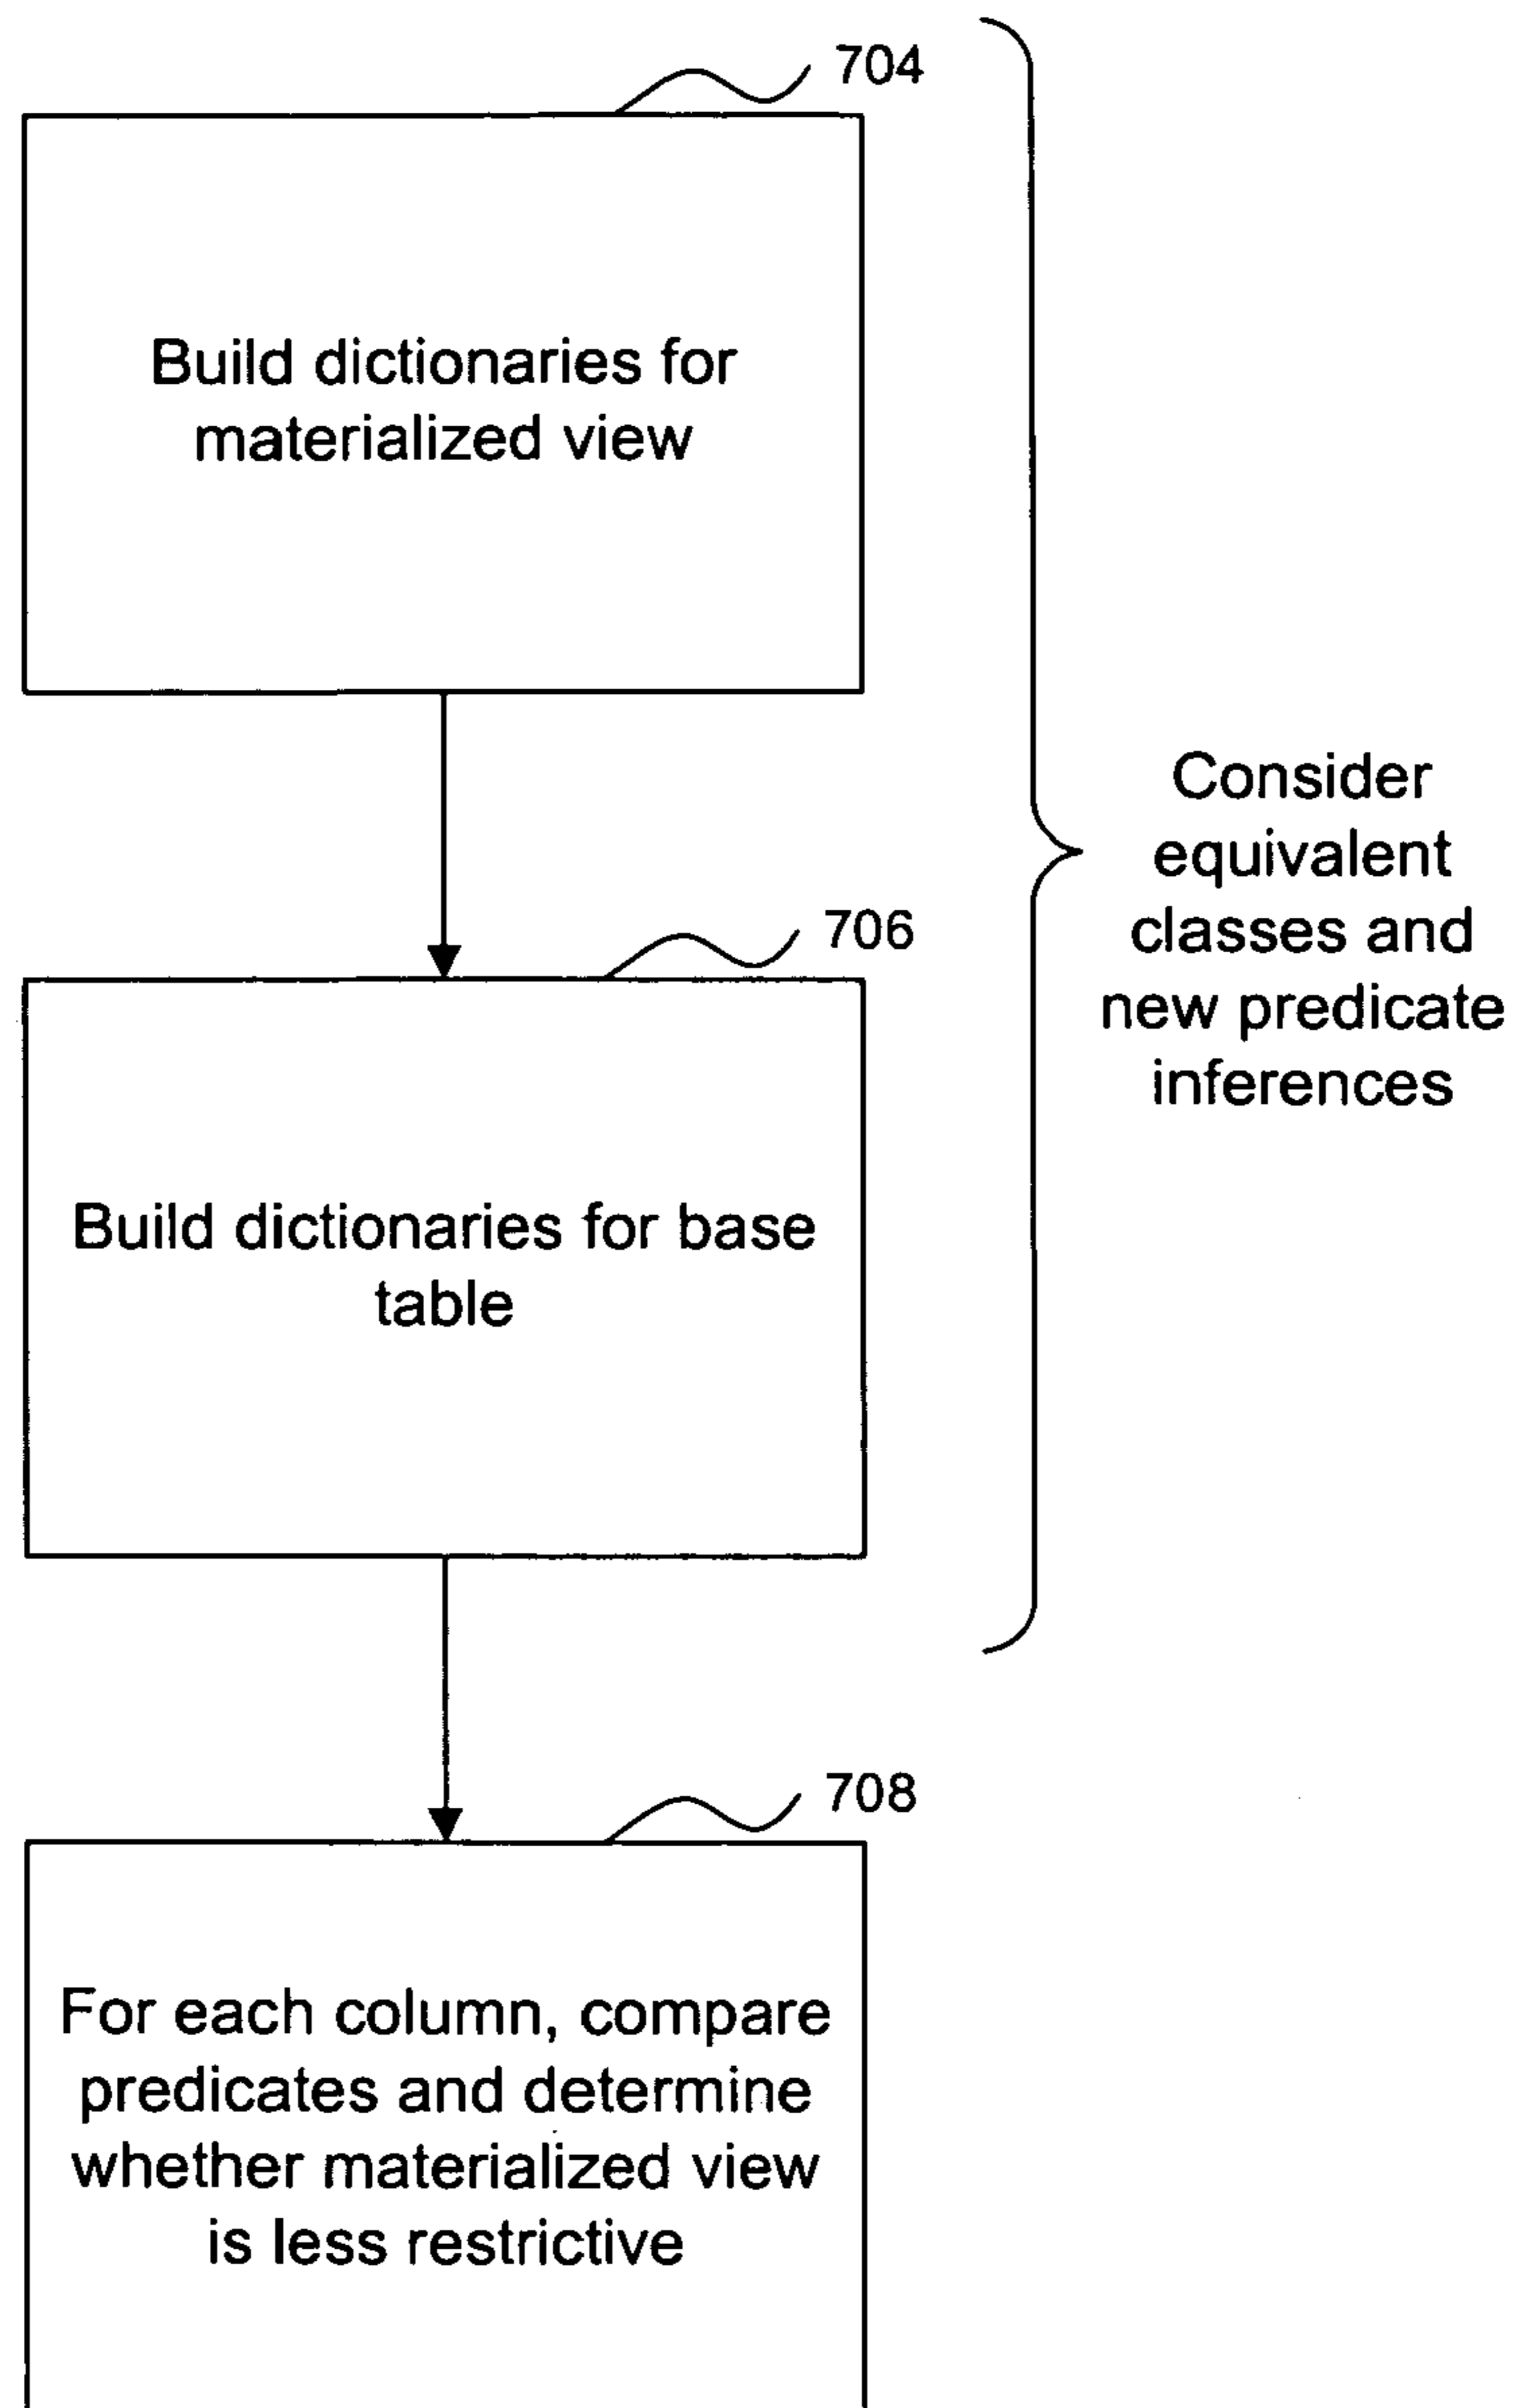 704
Build dictionaries for
materialized view
Consider
equivalent
classes and
new predicate
inferences
706
Build dictionaries for base
table
708
For each column, compare
predicates and determine
whether materialized view
is less restrictive